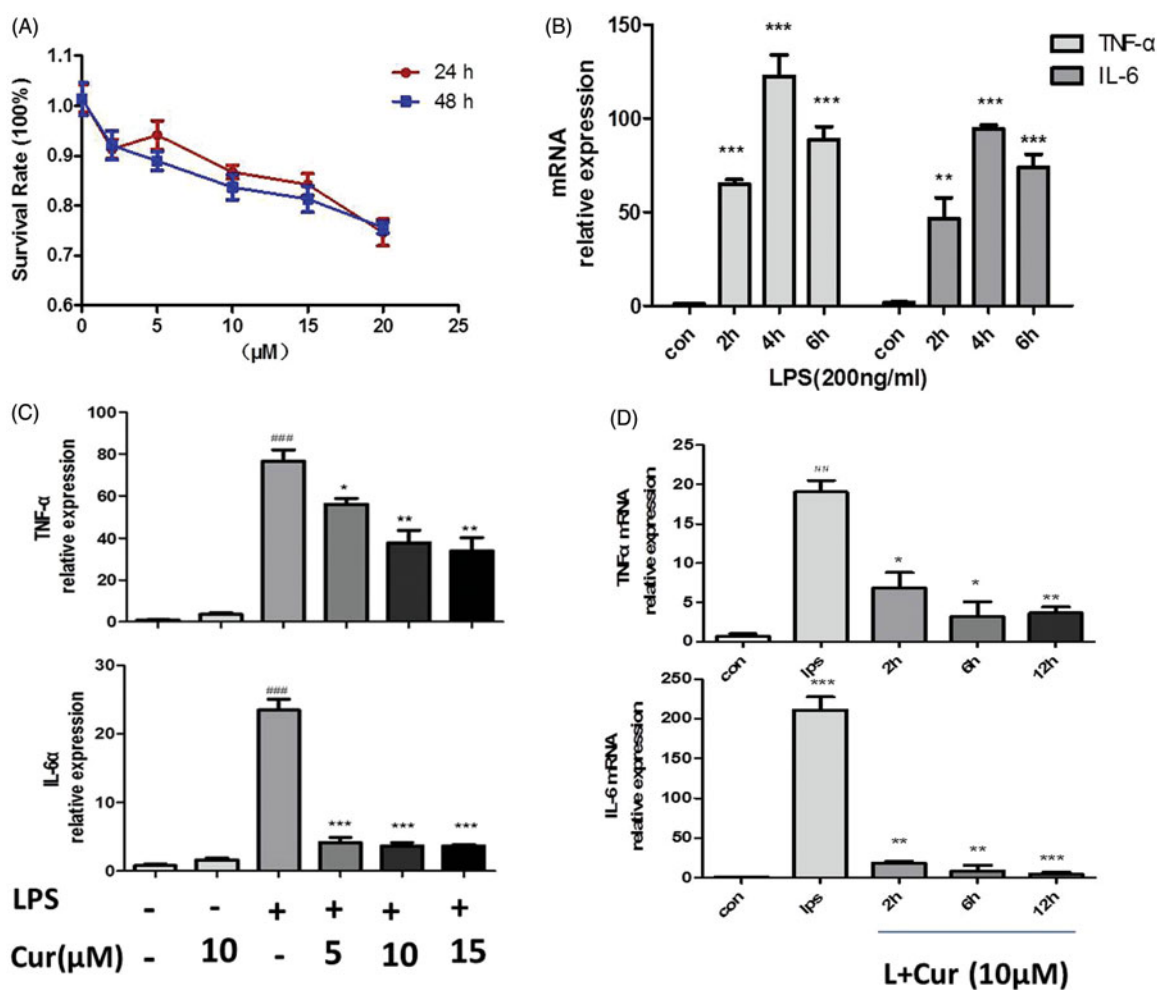 (A)
1.1
1.0
0.9
0.8
0.7
0.6
Survival Rate (100%)
0
5
10
15
20
25
（μM）
24 h
48 h
(B)
150
100
50
0
mRNA
relative expression
***
***
***
**
***
***
TNF-α
IL-6
con
2h
4h
6h
con
2h
4h
6h
LPS(200ng/ml)
(C)
100
80
60
40
20
0
TNF-α
relative expression
###
*
**
**
30
20
10
0
IL-6α
relative expression
###
***
***
***
LPS - - + + + +
Cur(μM) - 10 - 5 10 15
(D)
25
20
15
10
5
0
TNFα mRNA
relative expression
##
*
*
**
con
lps
2h
6h
12h
250
200
150
100
50
0
IL-6 mRNA
relative expression
***
**
**
***
con
lps
2h
6h
12h
L+Cur (10μM)